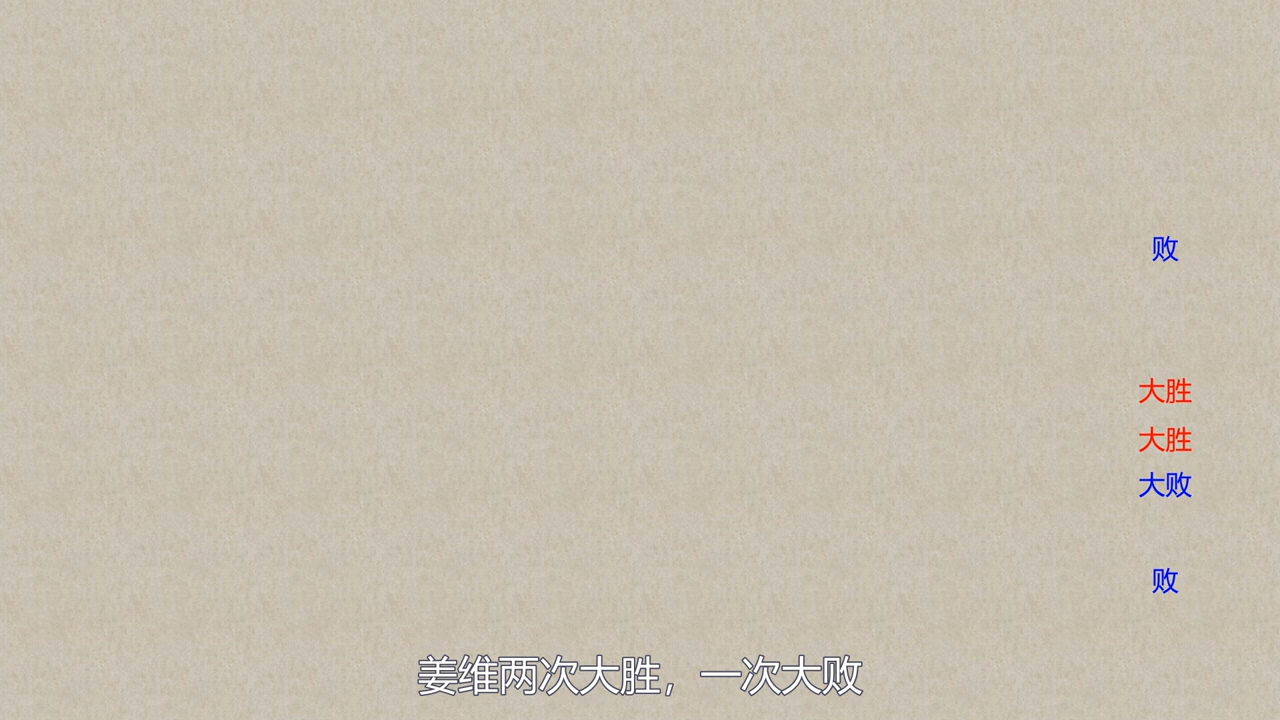 败
大胜
大胜
大败
败
姜维两次大胜，一次大败